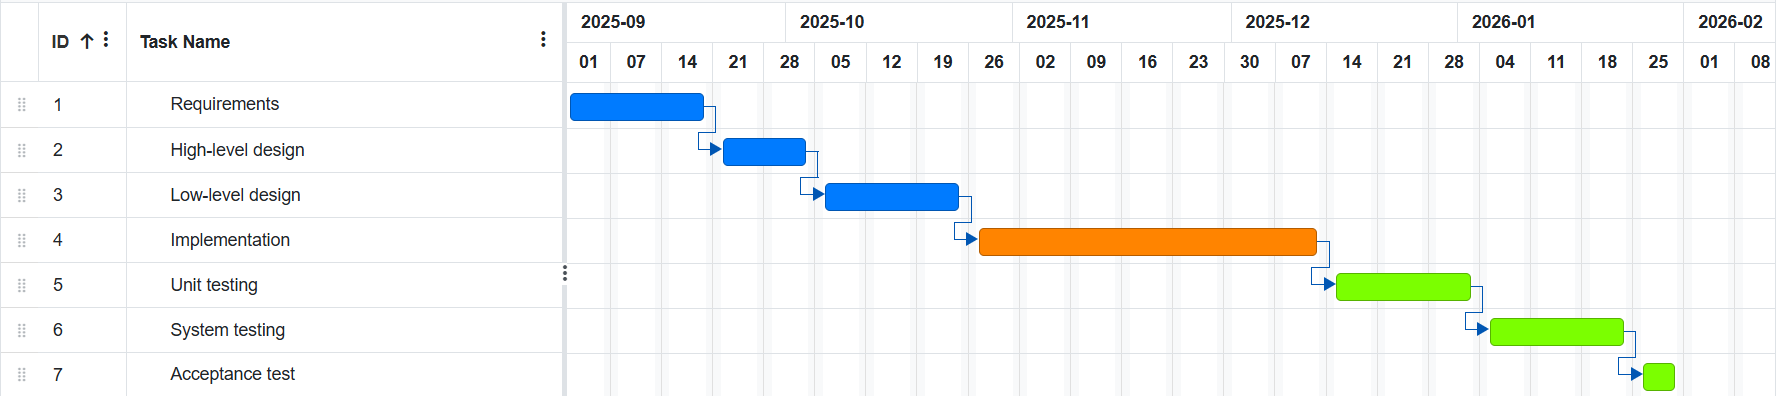 2025-09 2025-10 2025-11 2025-12 2026-01 2026-02
ID Task Name
01 07 14 21 28 05 12 19 26 02 09 16 23 30 07 14 21 28 04 11 18 25 01 08
1 Requirements
2 High-level design
3 Low-level design
4 Implementation
5 Unit testing
6 System testing
7 Acceptance test